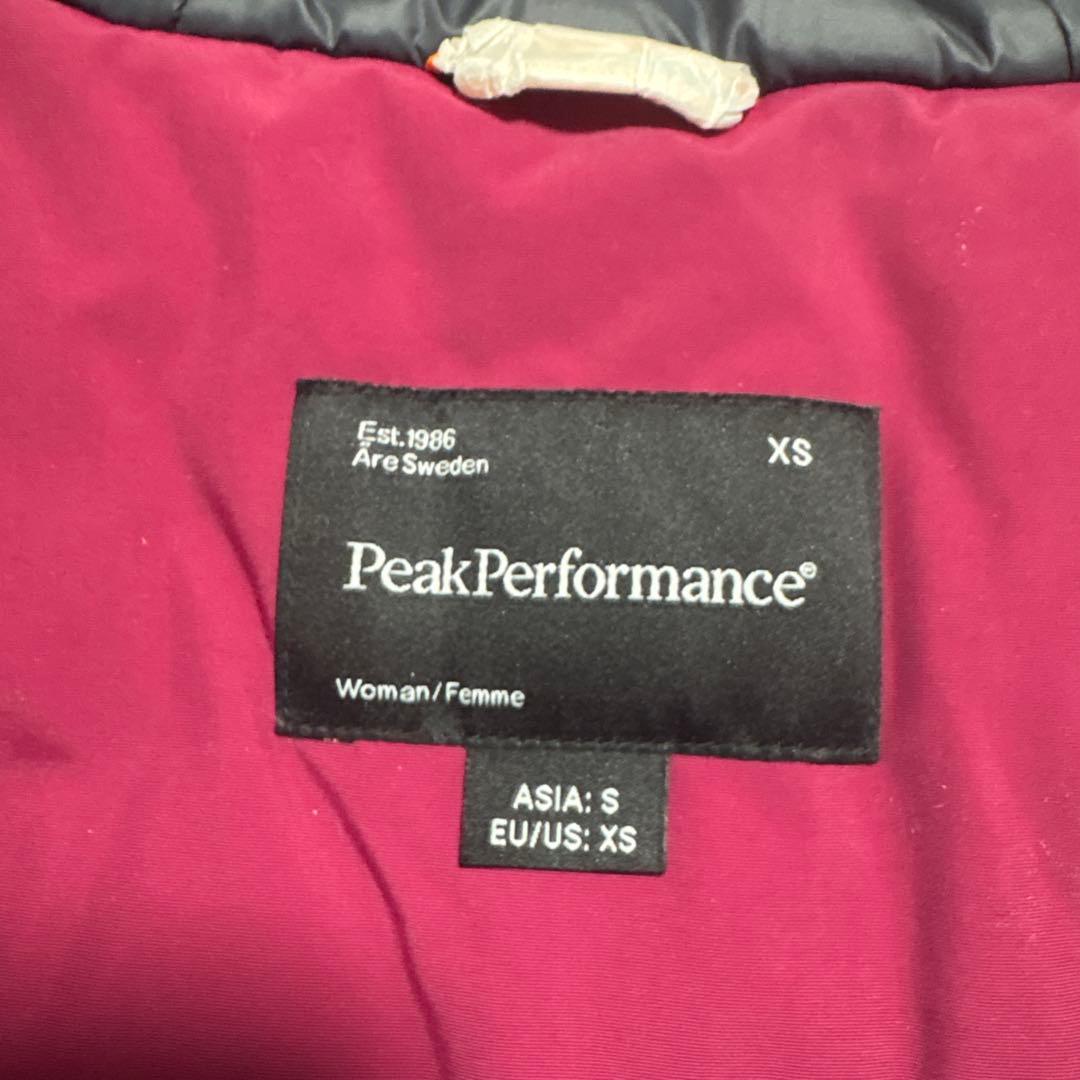 Est.1986
Åre Sweden
XS
PeakPerformance®
Woman/Femme
ASIA: S
EU/US: XS